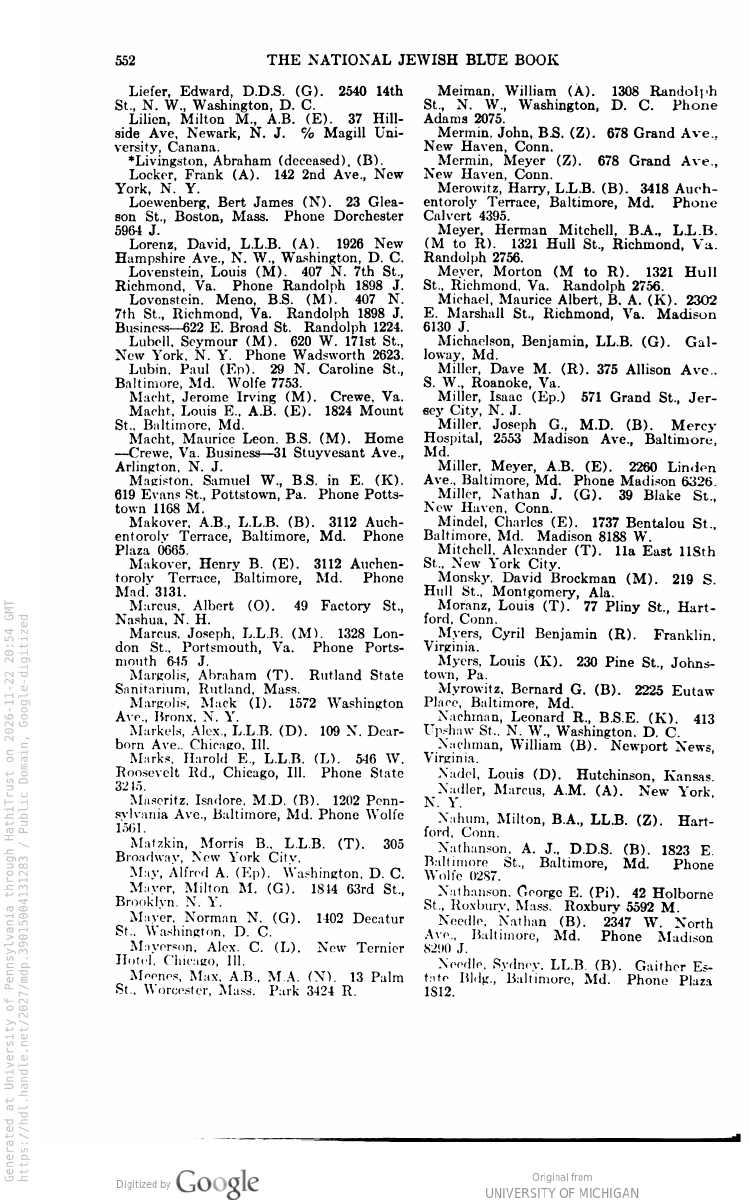 552
THE NATIONAL JEWISH BLUE BOOK
Liefer, Edward, D.D.S. (G). 2540 14th
St., N. W., Washington, D. C.
Lilien, Milton M., A.B. (E). 37 Hill-
side Ave, Newark, N. J. % Magill Uni-
versity, Canana.
*Livingston, Abraham (deceased), (B).
Locker, Frank (A). 142 2nd Ave., New
York, N. Y.
Loewenberg, Bert James (N). 23 Glea-
son St., Boston, Mass. Phone Dorchester
5964 J.
Lorenz, David, L.L.B. (A). 1926 New
Hampshire Ave., N. W., Washington, D. C.
Lovenstein, Louis (M). 407 N. 7th St.,
Richmond, Va. Phone Randolph 1898 J.
Lovenstein, Meno, B.S. (M). 407 N.
7th St., Richmond, Va. Randolph 1898 J.
Business—622 E. Broad St. Randolph 1224.
Lubell, Seymour (M). 620 W. 171st St.,
New York, N. Y. Phone Wadsworth 2623.
Lubin, Paul (Ep). 29 N. Caroline St.,
Baltimore, Md. Wolfe 7753.
Macht, Jerome Irving (M). Crewe, Va.
Macht, Louis E., A.B. (E). 1824 Mount
St., Baltimore, Md.
Macht, Maurice Leon, B.S. (M). Home
—Crewe, Va. Business—31 Stuyvesant Ave.,
Arlington, N. J.
Magiston, Samuel W., B.S. in E. (K).
619 Evans St., Pottstown, Pa. Phone Potts-
town 1168 M.
Makover, A.B., L.L.B. (B). 3112 Auch-
entoroly Terrace, Baltimore, Md. Phone
Plaza 0665.
Makover, Henry B. (E). 3112 Auchen-
toroly Terrace, Baltimore, Md. Phone
Mad. 3131.
Marcus, Albert (O). 49 Factory St.,
Nashua, N. H.
Marcus, Joseph, L.L.B. (M). 1328 Lon-
don St., Portsmouth, Va. Phone Ports-
mouth 645 J.
Margolis, Abraham (T). Rutland State
Sanitarium, Rutland, Mass.
Margolis, Mack (I). 1572 Washington
Ave., Bronx, N. Y.
Markels, Alex., L.L.B. (D). 109 N. Dear-
born Ave., Chicago, Ill.
Marks, Harold E., L.L.B. (L). 546 W.
Roosevelt Rd., Chicago, Ill. Phone State
3245.
Maseritz, Isadore, M.D. (B). 1202 Penn-
sylvania Ave., Baltimore, Md. Phone Wolfe
1561.
Matzkin, Morris B., L.L.B. (T). 305
Broadway, New York City.
May, Alfred A. (Ep). Washington, D. C.
Mayer, Milton M. (G). 1844 63rd St.,
Brooklyn, N. Y.
Mayer, Norman N. (G). 1402 Decatur
St., Washington, D. C.
Mayerson, Alex. C. (L). New Ternier
Hotel, Chicago, Ill.
Meenes, Max, A.B., M.A. (N). 13 Palm
St., Worcester, Mass. Park 3424 R.
Meiman, William (A). 1308 Randolph
St., N. W., Washington, D. C. Phone
Adams 2075.
Mermin, John, B.S. (Z). 678 Grand Ave.,
New Haven, Conn.
Mermin, Meyer (Z). 678 Grand Ave.,
New Haven, Conn.
Merowitz, Harry, L.L.B. (B). 3418 Auch-
entoroly Terrace, Baltimore, Md. Phone
Calvert 4395.
Meyer, Herman Mitchell, B.A., L.L.B.
(M to R). 1321 Hull St., Richmond, Va.
Randolph 2756.
Meyer, Morton (M to R). 1321 Hull
St., Richmond, Va. Randolph 2756.
Michael, Maurice Albert, B. A. (K). 2302
E. Marshall St., Richmond, Va. Madison
6130 J.
Michaelson, Benjamin, LL.B. (G). Gal-
loway, Md.
Miller, Dave M. (R). 375 Allison Ave.,
S. W., Roanoke, Va.
Miller, Isaac (Ep.) 571 Grand St., Jer-
sey City, N. J.
Miller, Joseph G., M.D. (B). Mercy
Hospital, 2553 Madison Ave., Baltimore,
Md.
Miller, Meyer, A.B. (E). 2260 Linden
Ave., Baltimore, Md. Phone Madison 6326.
Miller, Nathan J. (G). 39 Blake St.,
New Haven, Conn.
Mindel, Charles (E). 1737 Bentalou St.,
Baltimore, Md. Madison 8188 W.
Mitchell, Alexander (T). 11a East 118th
St., New York City.
Monsky, David Brockman (M). 219 S.
Hull St., Montgomery, Ala.
Moranz, Louis (T). 77 Pliny St., Hart-
ford, Conn.
Myers, Cyril Benjamin (R). Franklin,
Virginia.
Myers, Louis (K). 230 Pine St., Johns-
town, Pa.
Myrowitz, Bernard G. (B). 2225 Eutaw
Place, Baltimore, Md.
Nachman, Leonard R., B.S.E. (K). 413
Upshaw St., N. W., Washington, D. C.
Nachman, William (B). Newport News,
Virginia.
Nadel, Louis (D). Hutchinson, Kansas.
Nadler, Marcus, A.M. (A). New York,
N. Y.
Nahum, Milton, B.A., LL.B. (Z). Hart-
ford, Conn.
Nathanson, A. J., D.D.S. (B). 1823 E.
Baltimore St., Baltimore, Md. Phone
Wolfe 0287.
Nathanson, George E. (Pi). 42 Holborne
St., Roxbury, Mass. Roxbury 5592 M.
Needle, Nathan (B). 2347 W. North
Ave., Baltimore, Md. Phone Madison
8290 J.
Needle, Sydney, LL.B. (B). Gaither Es-
tate Bldg., Baltimore, Md. Phone Plaza
1812.
Generated at University of Pennsylvania through HathiTrust on 2026-11-22 20:54 GMT
https://hdl.handle.net/2027/mdp.39015004131283 / Public Domain, Google-digitized
Digitized by Google
Original from
UNIVERSITY OF MICHIGAN